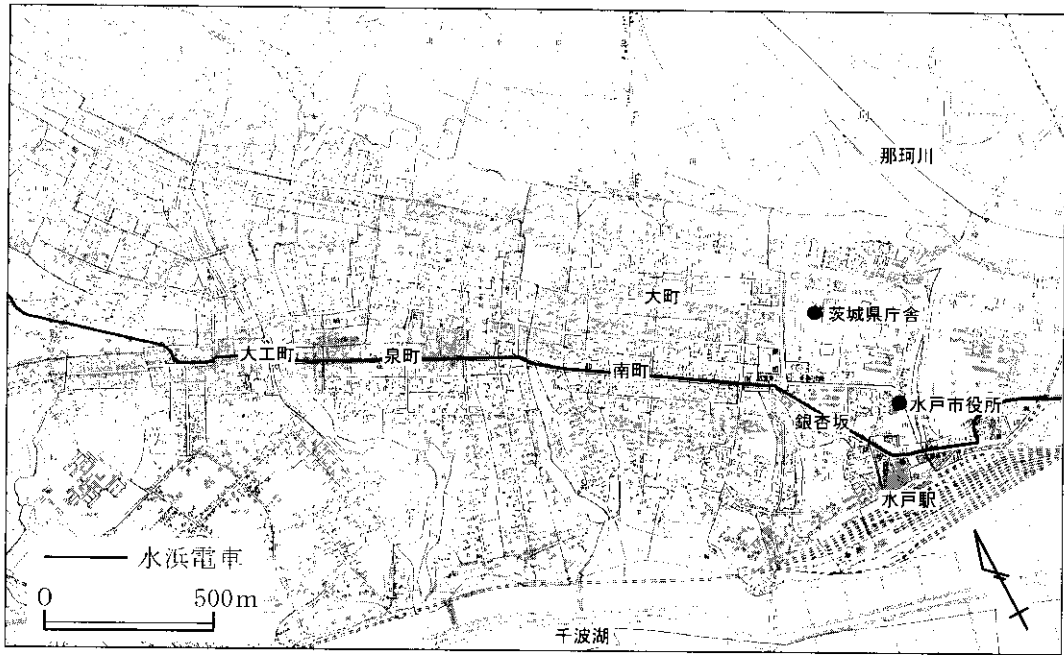 那珂川
大町
茨城県庁舎
大工町
泉町
南町
水戸市役所
銀杏坂
水戸駅
水浜電車
0
500m
千波湖